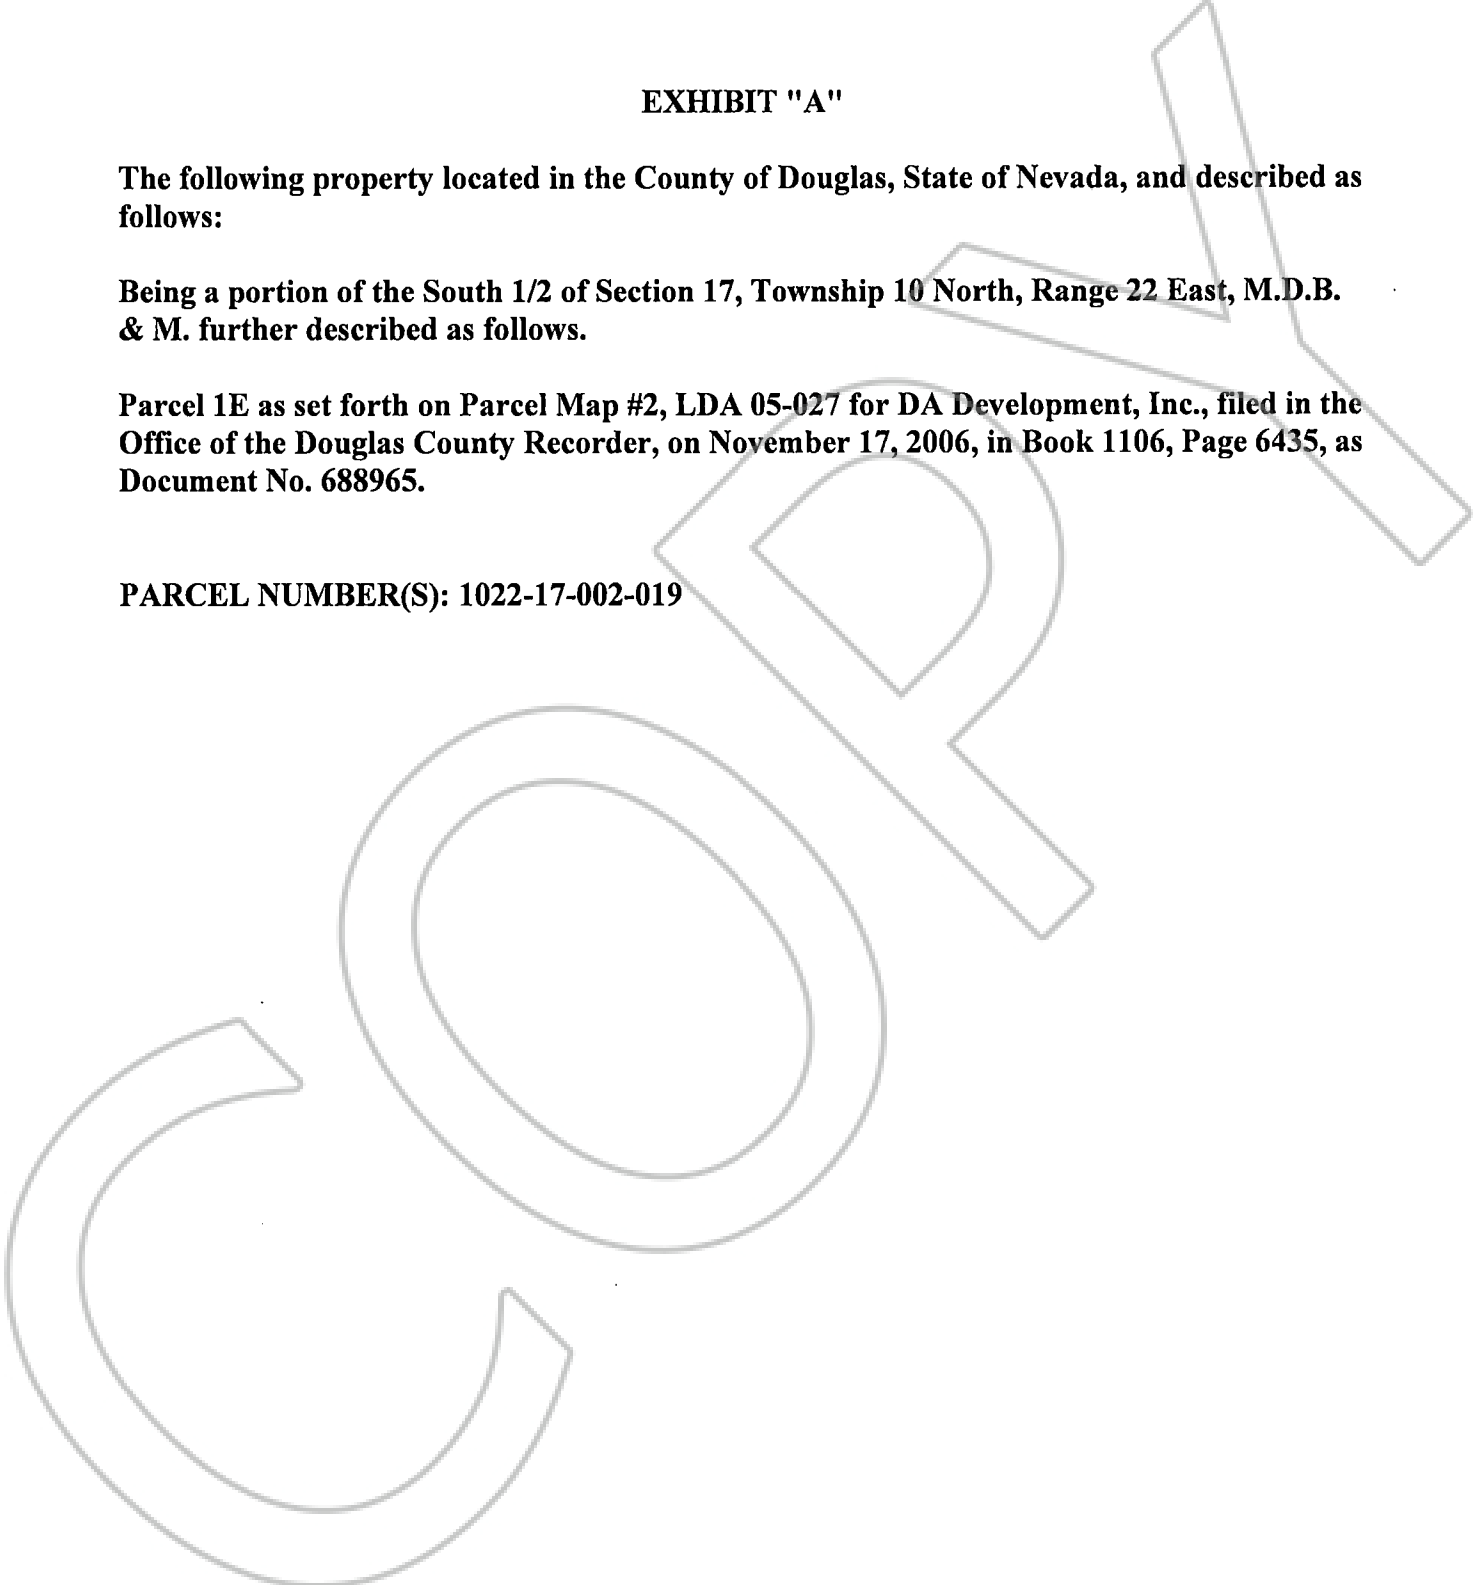 EXHIBIT "A"
The following property located in the County of Douglas, State of Nevada, and described as
follows:
Being a portion of the South 1/2 of Section 17, Township 10 North, Range 22 East, M.D.B.
& M. further described as follows.
Parcel 1E as set forth on Parcel Map #2, LDA 05-027 for DA Development, Inc., filed in the
Office of the Douglas County Recorder, on November 17, 2006, in Book 1106, Page 6435, as
Document No. 688965.
PARCEL NUMBER(S): 1022-17-002-019
COPY